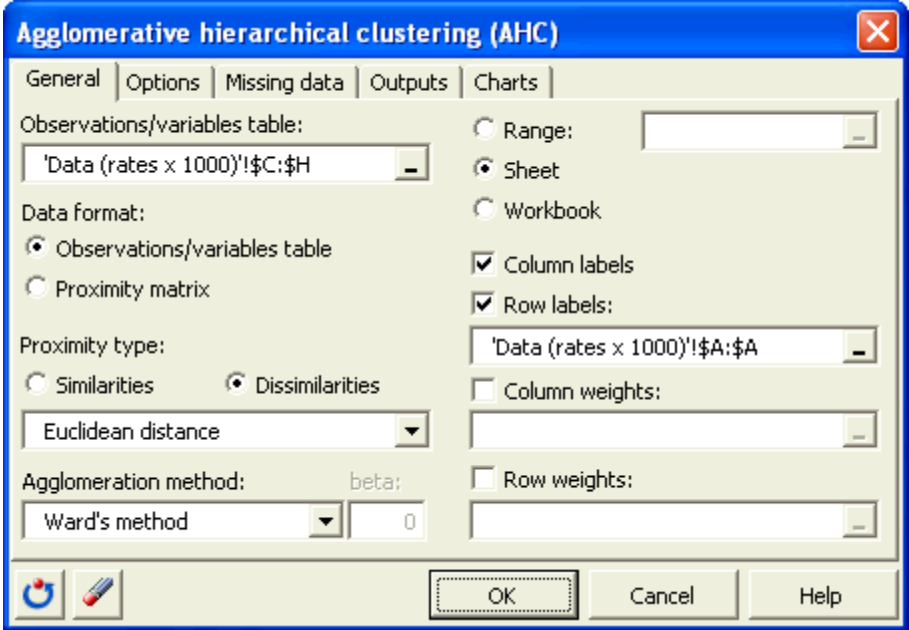 Agglomerative hierarchical clustering (AHC)
General Options Missing data Outputs Charts
Observations/variables table:
'Data (rates x 1000)'!$C:$H
Data format:
Observations/variables table
Proximity matrix
Proximity type:
Similarities Dissimilarities
Euclidean distance
Agglomeration method: beta:
Ward's method 0
Range:
Sheet
Workbook
Column labels
Row labels:
'Data (rates x 1000)'!$A:$A
Column weights:
Row weights:
OK Cancel Help